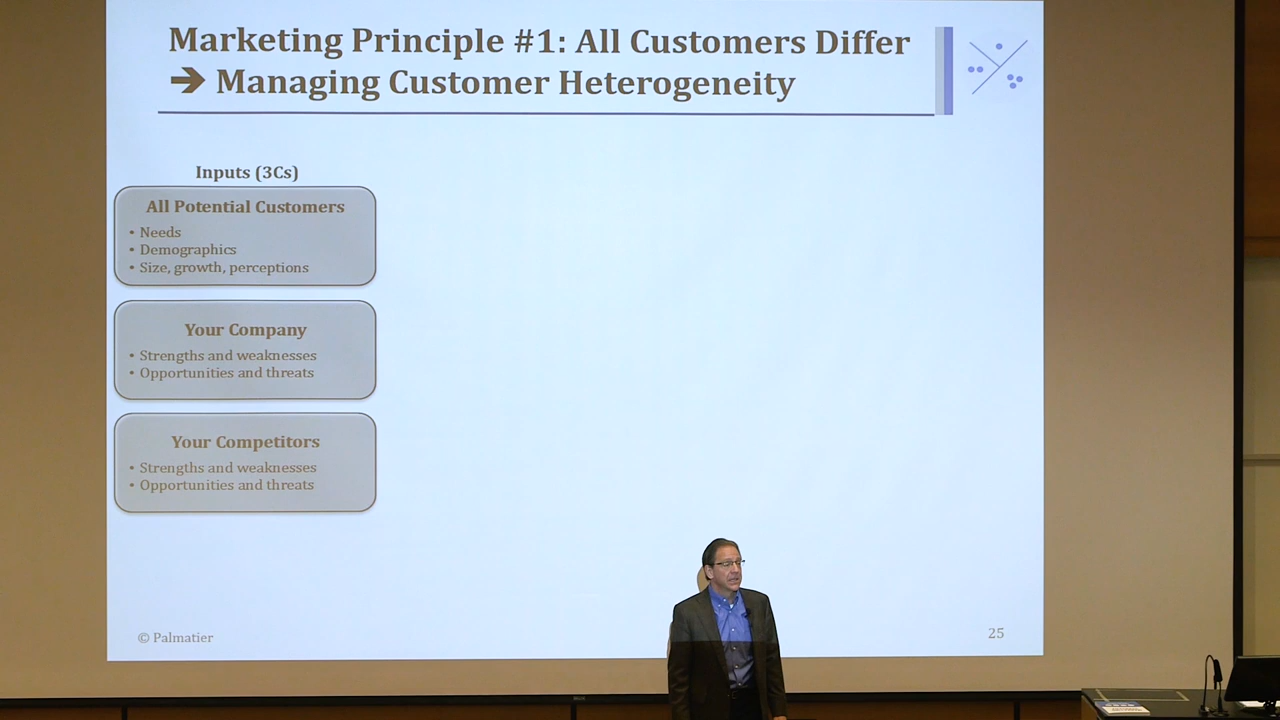 Marketing Principle #1: All Customers Differ
➔ Managing Customer Heterogeneity
Inputs (3Cs)
All Potential Customers
• Needs
• Demographics
• Size, growth, perceptions
Your Company
• Strengths and weaknesses
• Opportunities and threats
Your Competitors
• Strengths and weaknesses
• Opportunities and threats
© Palmatier
25